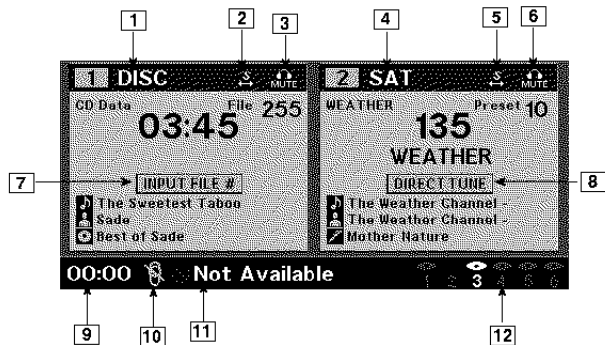 1 2 3 4 5 6
1 DISC S MUTE
2 SAT S MUTE
CD Data File 255
03:45
WEATHER Preset 10
135
WEATHER
7 INPUT FILE #
DIRECT TUNE 8
The Sweetest Taboo
Sade
Best of Sade
The Weather Channel -
The Weather Channel -
Mother Nature
00:00 Not Available 1 2 3 4 5 6
9 10 11 12